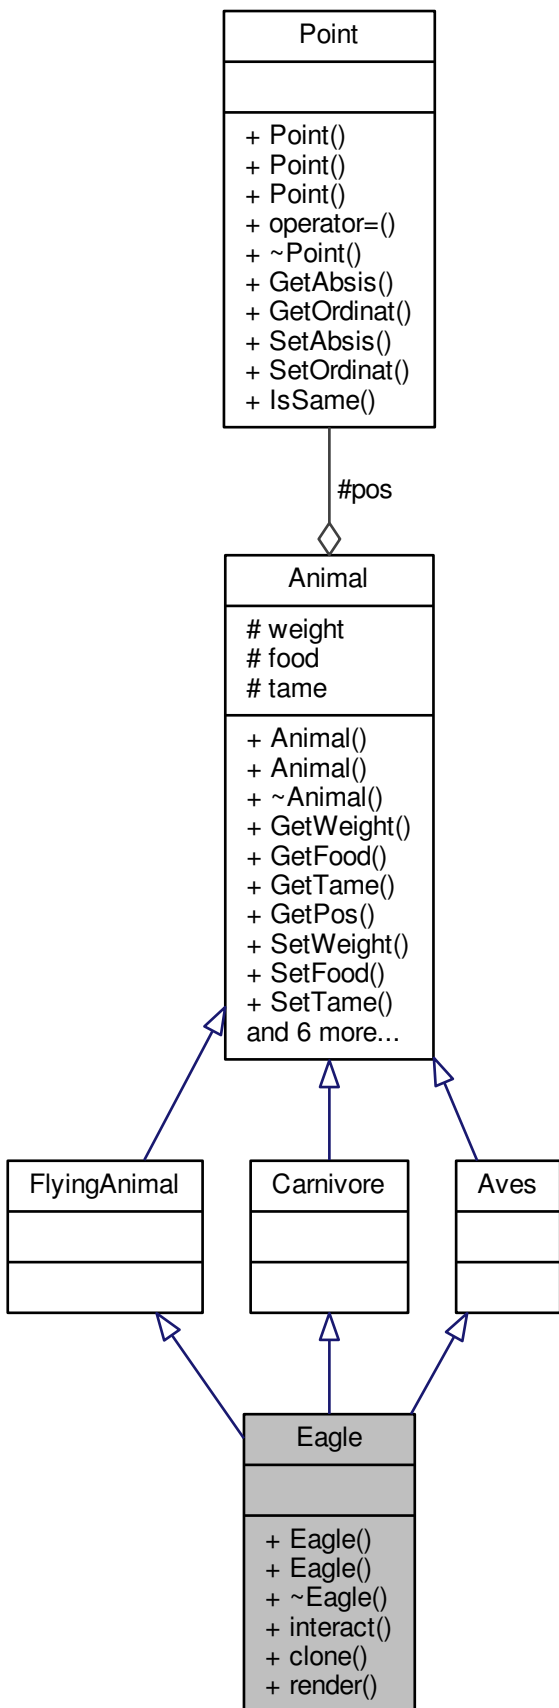 Point
+ Point()
+ Point()
+ Point()
+ operator=()
+ ~Point()
+ GetAbsis()
+ GetOrdinat()
+ SetAbsis()
+ SetOrdinat()
+ IsSame()
#pos
Animal
# weight
# food
# tame
+ Animal()
+ Animal()
+ ~Animal()
+ GetWeight()
+ GetFood()
+ GetTame()
+ GetPos()
+ SetWeight()
+ SetFood()
+ SetTame()
and 6 more...
FlyingAnimal
Carnivore
Aves
Eagle
+ Eagle()
+ Eagle()
+ ~Eagle()
+ interact()
+ clone()
+ render()